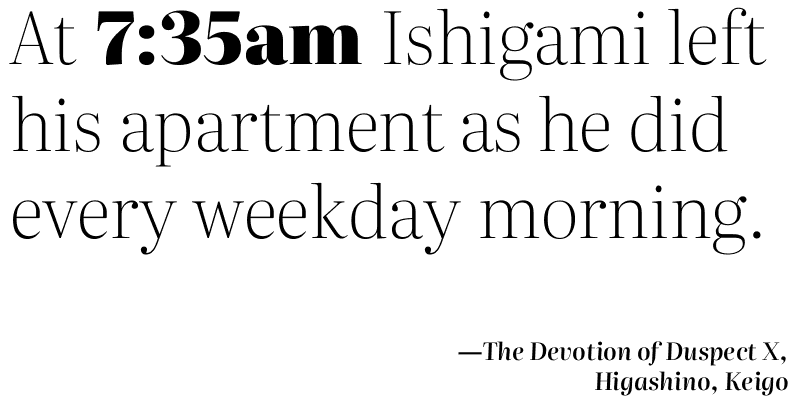 At 7:35am Ishigami left
his apartment as he did
every weekday morning.
—The Devotion of Duspect X,
Higashino, Keigo